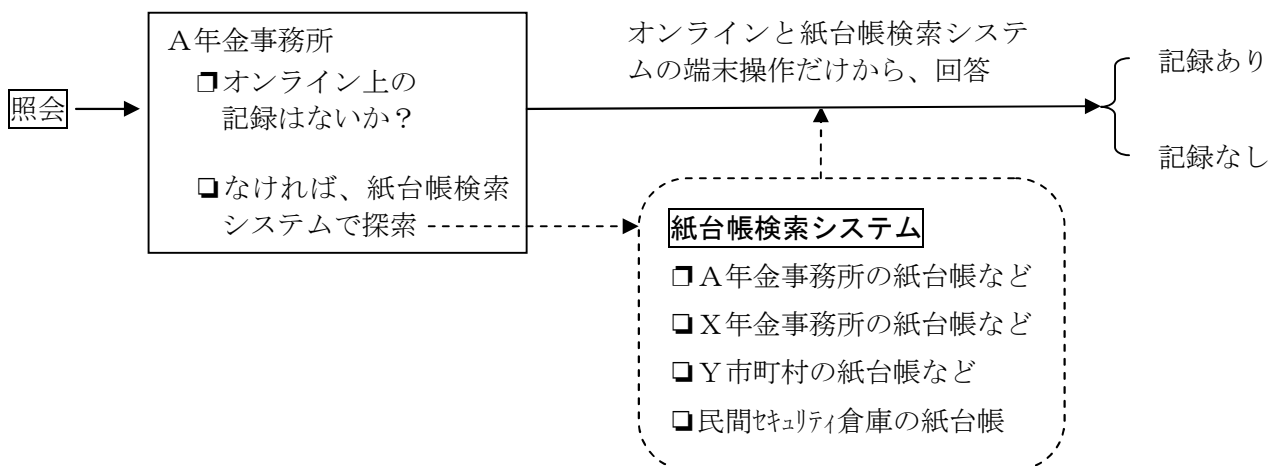 照会
A年金事務所
❐オンライン上の
記録はないか？
❏なければ、紙台帳検索
システムで探索
オンラインと紙台帳検索システ
ムの端末操作だけから、回答
記録あり
記録なし
紙台帳検索システム
❐A年金事務所の紙台帳など
❏X年金事務所の紙台帳など
❏Y市町村の紙台帳など
❏民間ｾｷｭﾘﾃｨ倉庫の紙台帳